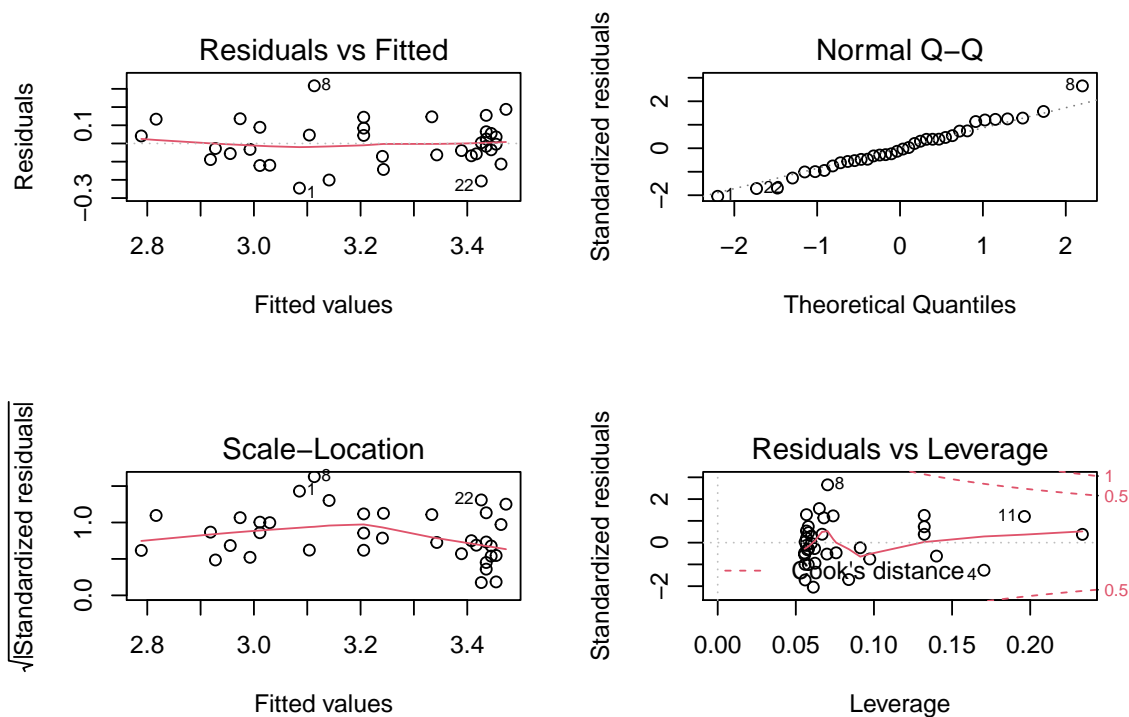 Residuals vs Fitted
Residuals
0.1
−0.3
8
1
22
2.8 3.0 3.2 3.4
Fitted values
Normal Q−Q
Standardized residuals
2
0
−2
8
1
22
−2 −1 0 1 2
Theoretical Quantiles
Scale−Location
√|Standardized residuals|
1.0
0.0
8
1
22
2.8 3.0 3.2 3.4
Fitted values
Residuals vs Leverage
Standardized residuals
2
0
−2
8
11
4
Cook's distance
1
0.5
0.5
0.00 0.05 0.10 0.15 0.20
Leverage